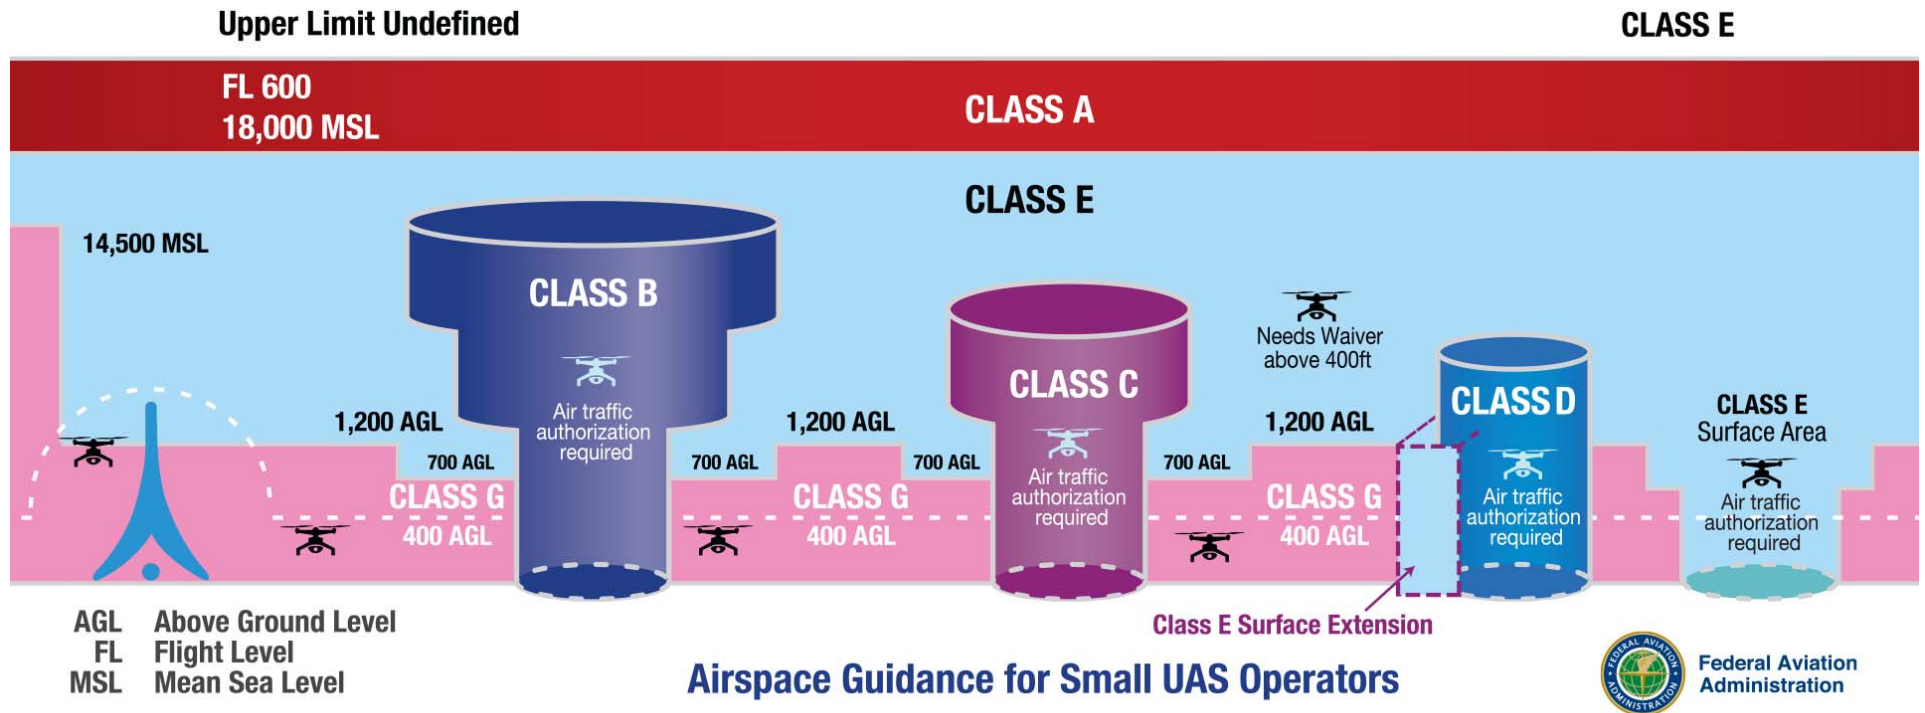 Upper Limit Undefined
CLASS E
FL 600
18,000 MSL
CLASS A
CLASS E
14,500 MSL
CLASS B
Needs Waiver
above 400ft
CLASS C
CLASS D
CLASS E
Surface Area
1,200 AGL
Air traffic
authorization
required
1,200 AGL
1,200 AGL
700 AGL
700 AGL
700 AGL
700 AGL
CLASS G
400 AGL
CLASS G
400 AGL
Air traffic
authorization
required
CLASS G
400 AGL
Air traffic
authorization
required
Air traffic
authorization
required
Class E Surface Extension
AGL Above Ground Level
FL Flight Level
MSL Mean Sea Level
Airspace Guidance for Small UAS Operators
FEDERAL AVIATION
ADMINISTRATION
Federal Aviation
Administration